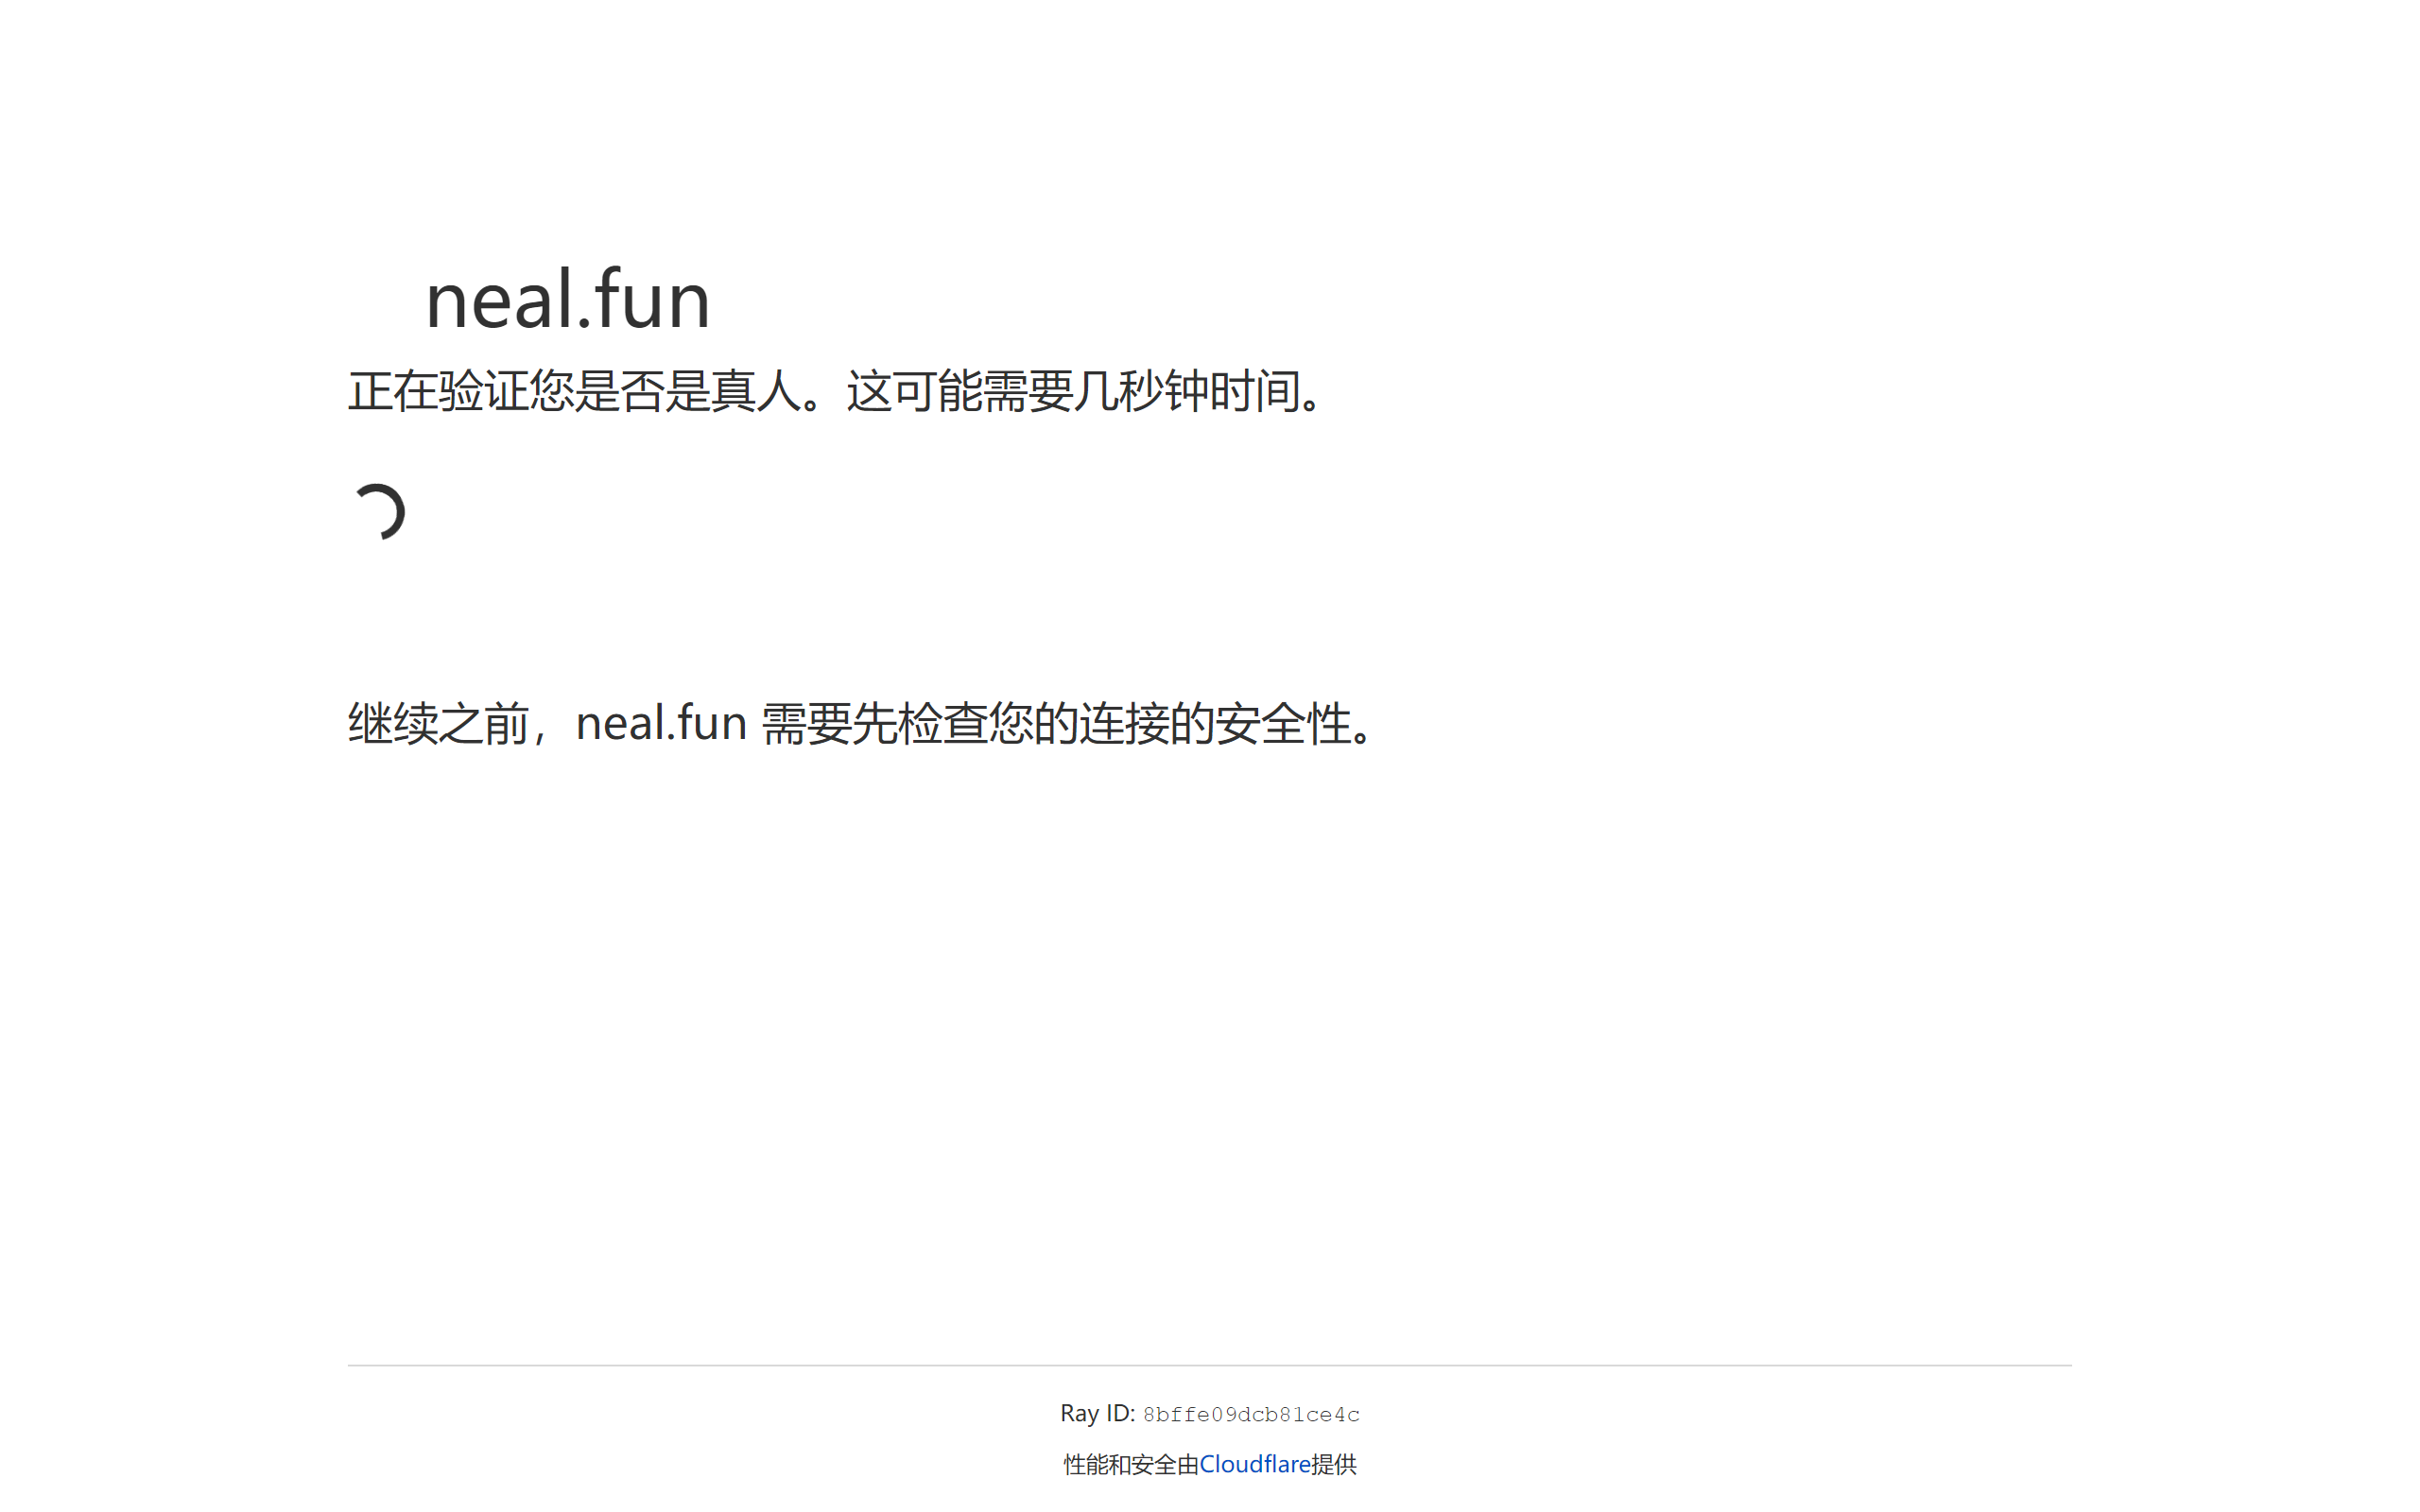 neal.fun
正在验证您是否是真人。这可能需要几秒钟时间。
继续之前，neal.fun 需要先检查您的连接的安全性。
Ray ID: 8bffe09dcb81ce4c
性能和安全由Cloudflare提供